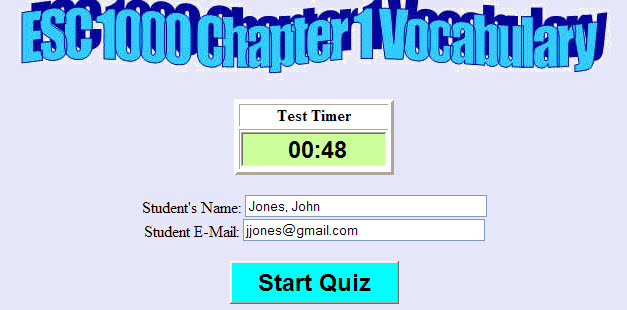 ESC 1000 Chapter 1 Vocabulary
Test Timer
00:48
Student's Name: Jones, John
Student E-Mail: jjones@gmail.com
Start Quiz